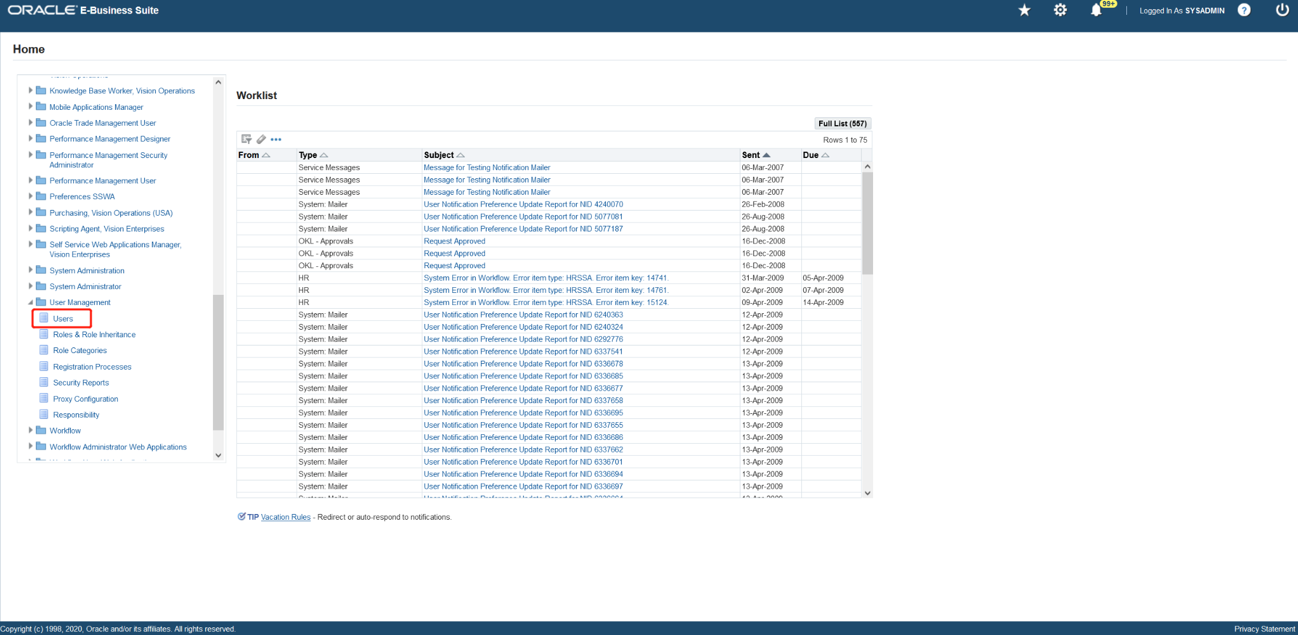 ORACLE E-Business Suite
99+
Logged In As SYSADMIN
?
Home
Knowledge Base Worker, Vision Operations
Mobile Applications Manager
Oracle Trade Management User
Performance Management Designer
Performance Management Security
Administrator
Performance Management User
Preferences SSWA
Purchasing, Vision Operations (USA)
Scripting Agent, Vision Enterprises
Self Service Web Applications Manager,
Vision Enterprises
System Administration
System Administrator
User Management
Users
Roles & Role Inheritance
Role Categories
Registration Processes
Security Reports
Proxy Configuration
Responsibility
Workflow
Workflow Administrator Web Applications
Worklist
Full List (557)
Rows 1 to 75
From Type Subject Sent Due
Service Messages Message for Testing Notification Mailer 06-Mar-2007
Service Messages Message for Testing Notification Mailer 06-Mar-2007
Service Messages Message for Testing Notification Mailer 06-Mar-2007
System: Mailer User Notification Preference Update Report for NID 4240070 26-Feb-2008
System: Mailer User Notification Preference Update Report for NID 5077081 26-Aug-2008
System: Mailer User Notification Preference Update Report for NID 5077187 26-Aug-2008
OKL - Approvals Request Approved 16-Dec-2008
OKL - Approvals Request Approved 16-Dec-2008
OKL - Approvals Request Approved 16-Dec-2008
HR System Error in Workflow. Error item type: HRSSA. Error item key: 14741. 31-Mar-2009 05-Apr-2009
HR System Error in Workflow. Error item type: HRSSA. Error item key: 14761. 02-Apr-2009 07-Apr-2009
HR System Error in Workflow. Error item type: HRSSA. Error item key: 15124. 09-Apr-2009 14-Apr-2009
System: Mailer User Notification Preference Update Report for NID 6240363 12-Apr-2009
System: Mailer User Notification Preference Update Report for NID 6240324 12-Apr-2009
System: Mailer User Notification Preference Update Report for NID 6292776 12-Apr-2009
System: Mailer User Notification Preference Update Report for NID 6337541 12-Apr-2009
System: Mailer User Notification Preference Update Report for NID 6336678 13-Apr-2009
System: Mailer User Notification Preference Update Report for NID 6336685 13-Apr-2009
System: Mailer User Notification Preference Update Report for NID 6336677 13-Apr-2009
System: Mailer User Notification Preference Update Report for NID 6337658 13-Apr-2009
System: Mailer User Notification Preference Update Report for NID 6336695 13-Apr-2009
System: Mailer User Notification Preference Update Report for NID 6337655 13-Apr-2009
System: Mailer User Notification Preference Update Report for NID 6336686 13-Apr-2009
System: Mailer User Notification Preference Update Report for NID 6337662 13-Apr-2009
System: Mailer User Notification Preference Update Report for NID 6336701 13-Apr-2009
System: Mailer User Notification Preference Update Report for NID 6336694 13-Apr-2009
System: Mailer User Notification Preference Update Report for NID 6336697 13-Apr-2009
TIP Vacation Rules - Redirect or auto-respond to notifications.
Copyright (c) 1998, 2020, Oracle and/or its affiliates. All rights reserved.
Privacy Statement